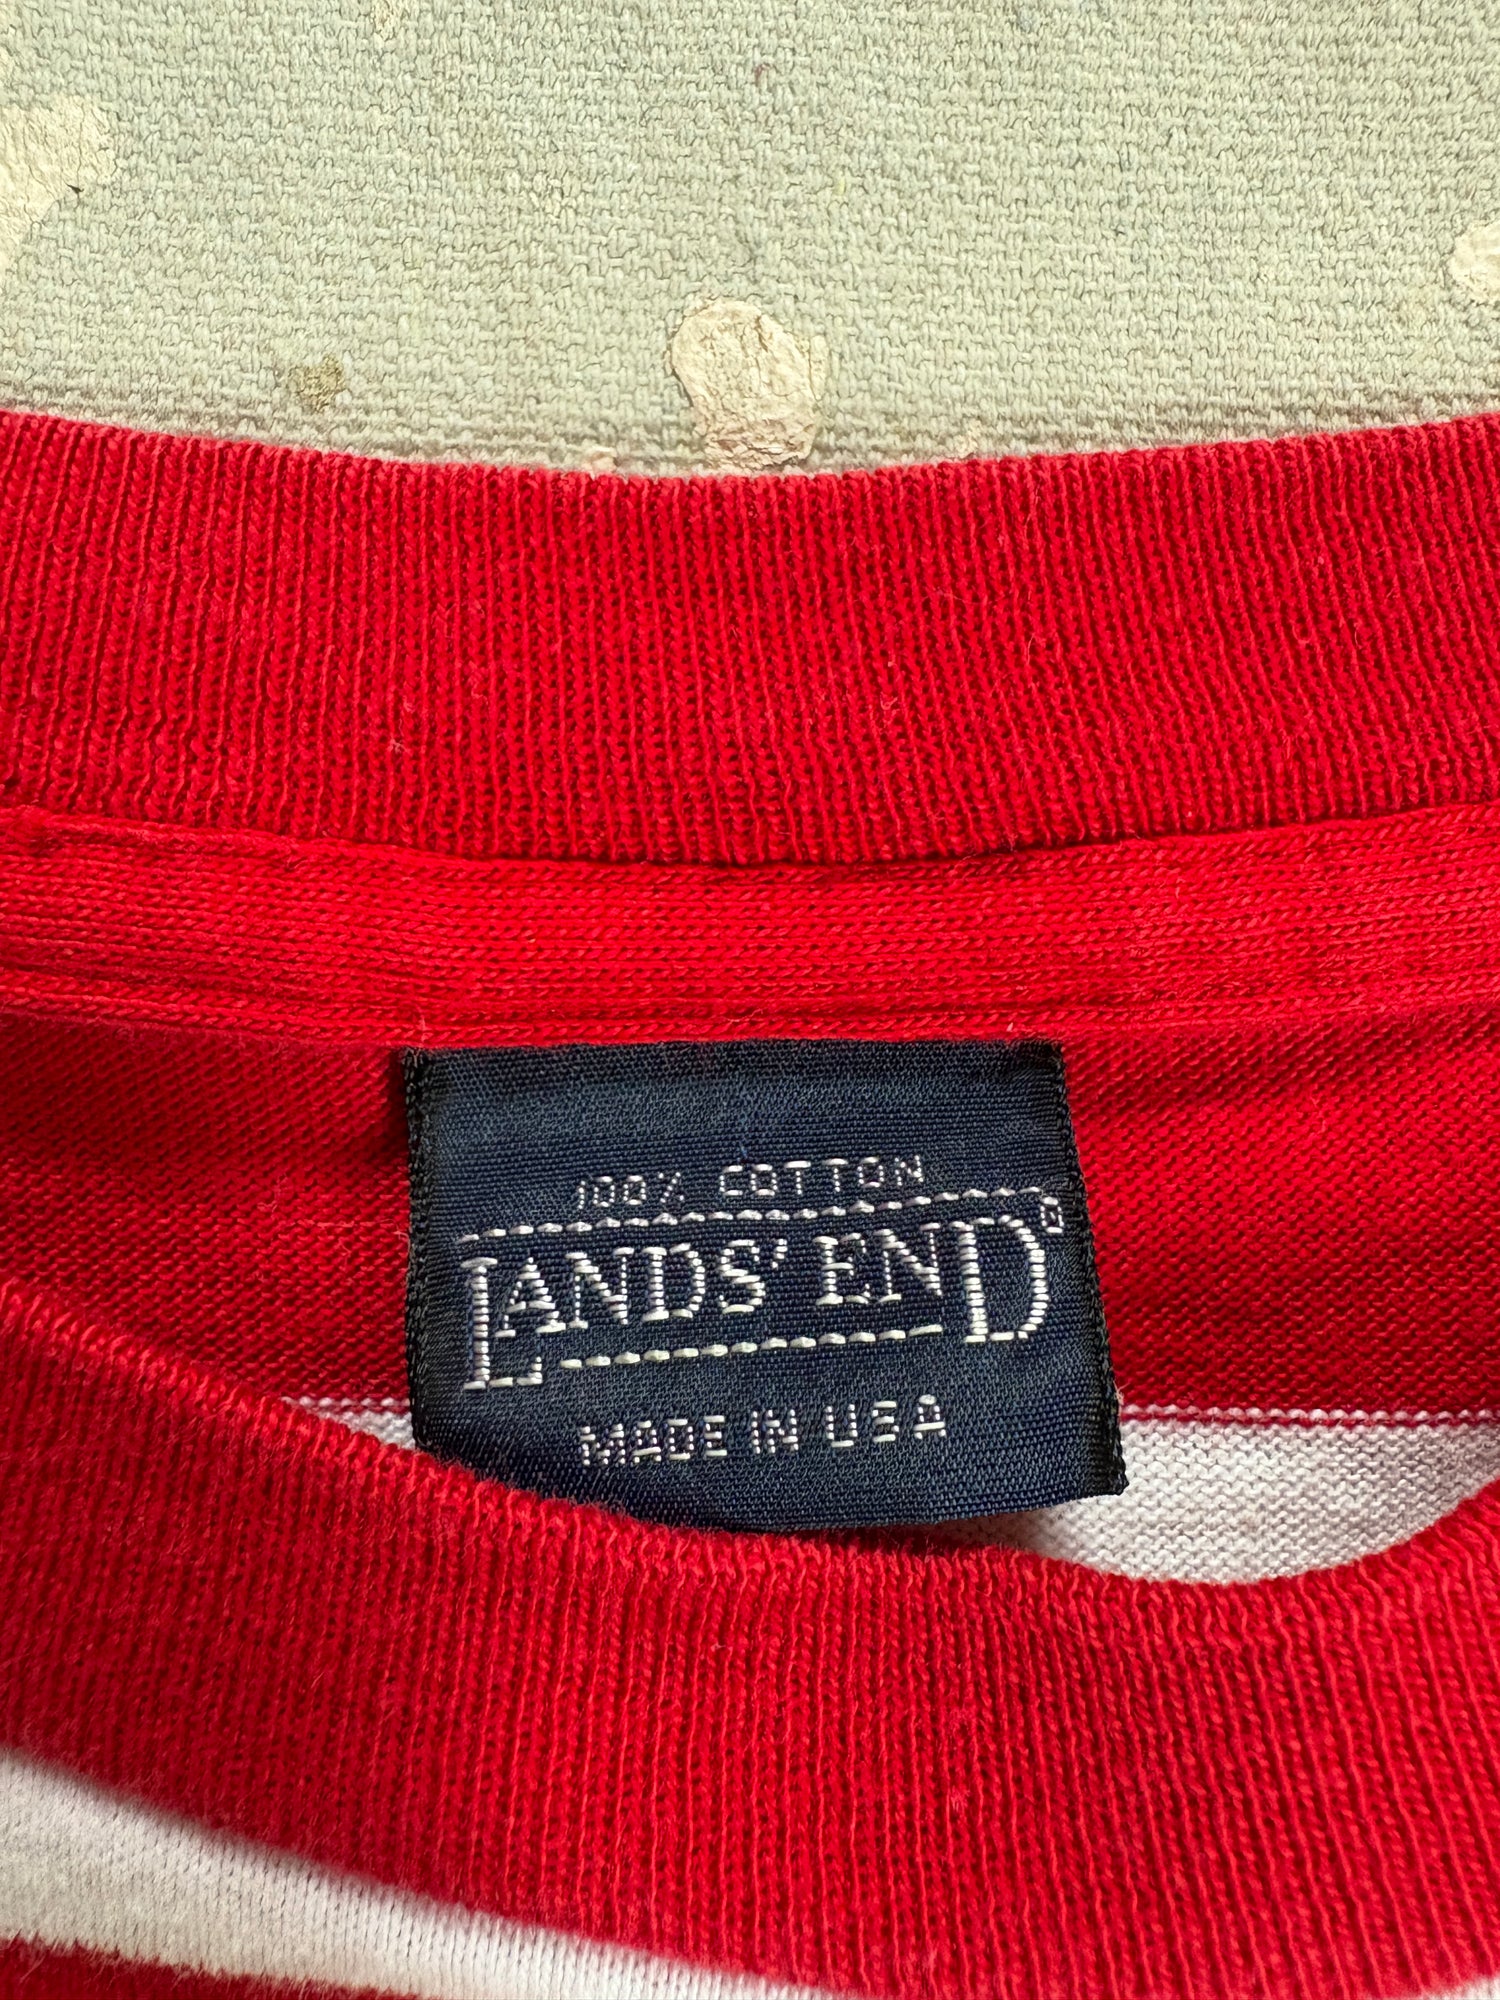 100% COTTON
LANDS' END®
MADE IN USA